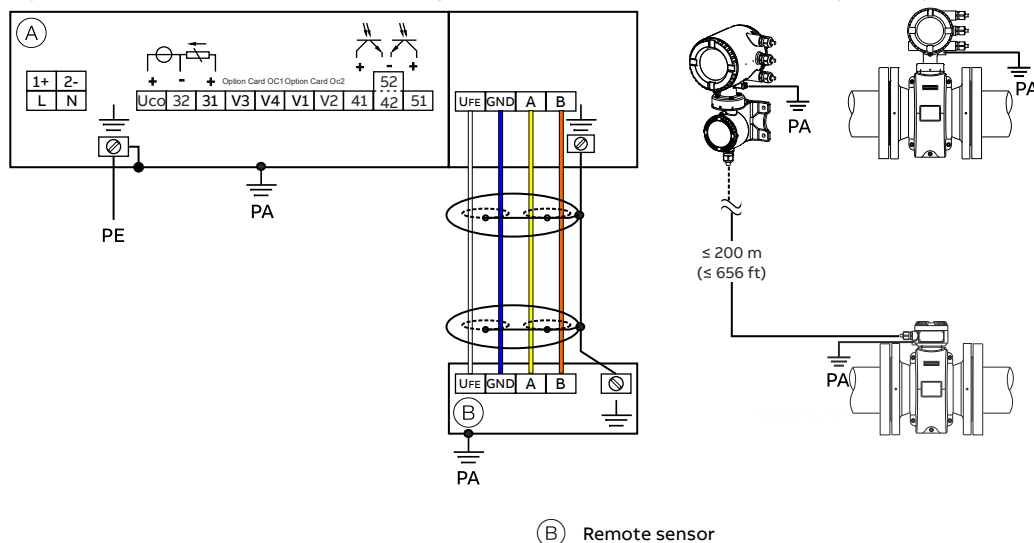 A
1+ 2-
L N
+ - + Option Card OC1 Option Card Oc2 + - +
52
Uco 32 31 V3 V4 V1 V2 41 42 51
UFE GND A B
PE
PA
PA
PA
≤ 200 m
(≤ 656 ft)
UFE GND A B
B
PA
PA
B Remote sensor